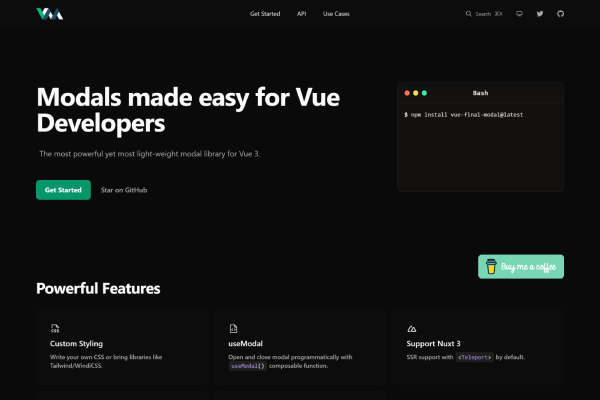 Get Started
API
Use Cases
Search ⌘K
Modals made easy for Vue
Developers
The most powerful yet most light-weight modal library for Vue 3.
Get Started
Star on GitHub
Bash
$ npm install vue-final-modal@latest
Buy me a coffee
Powerful Features
CSS
Custom Styling
Write your own CSS or bring libraries like
Tailwind/WindiCSS.
useModal
Open and close modal programmatically with
useModal() composable function.
Support Nuxt 3
SSR support with <Teleport> by default.